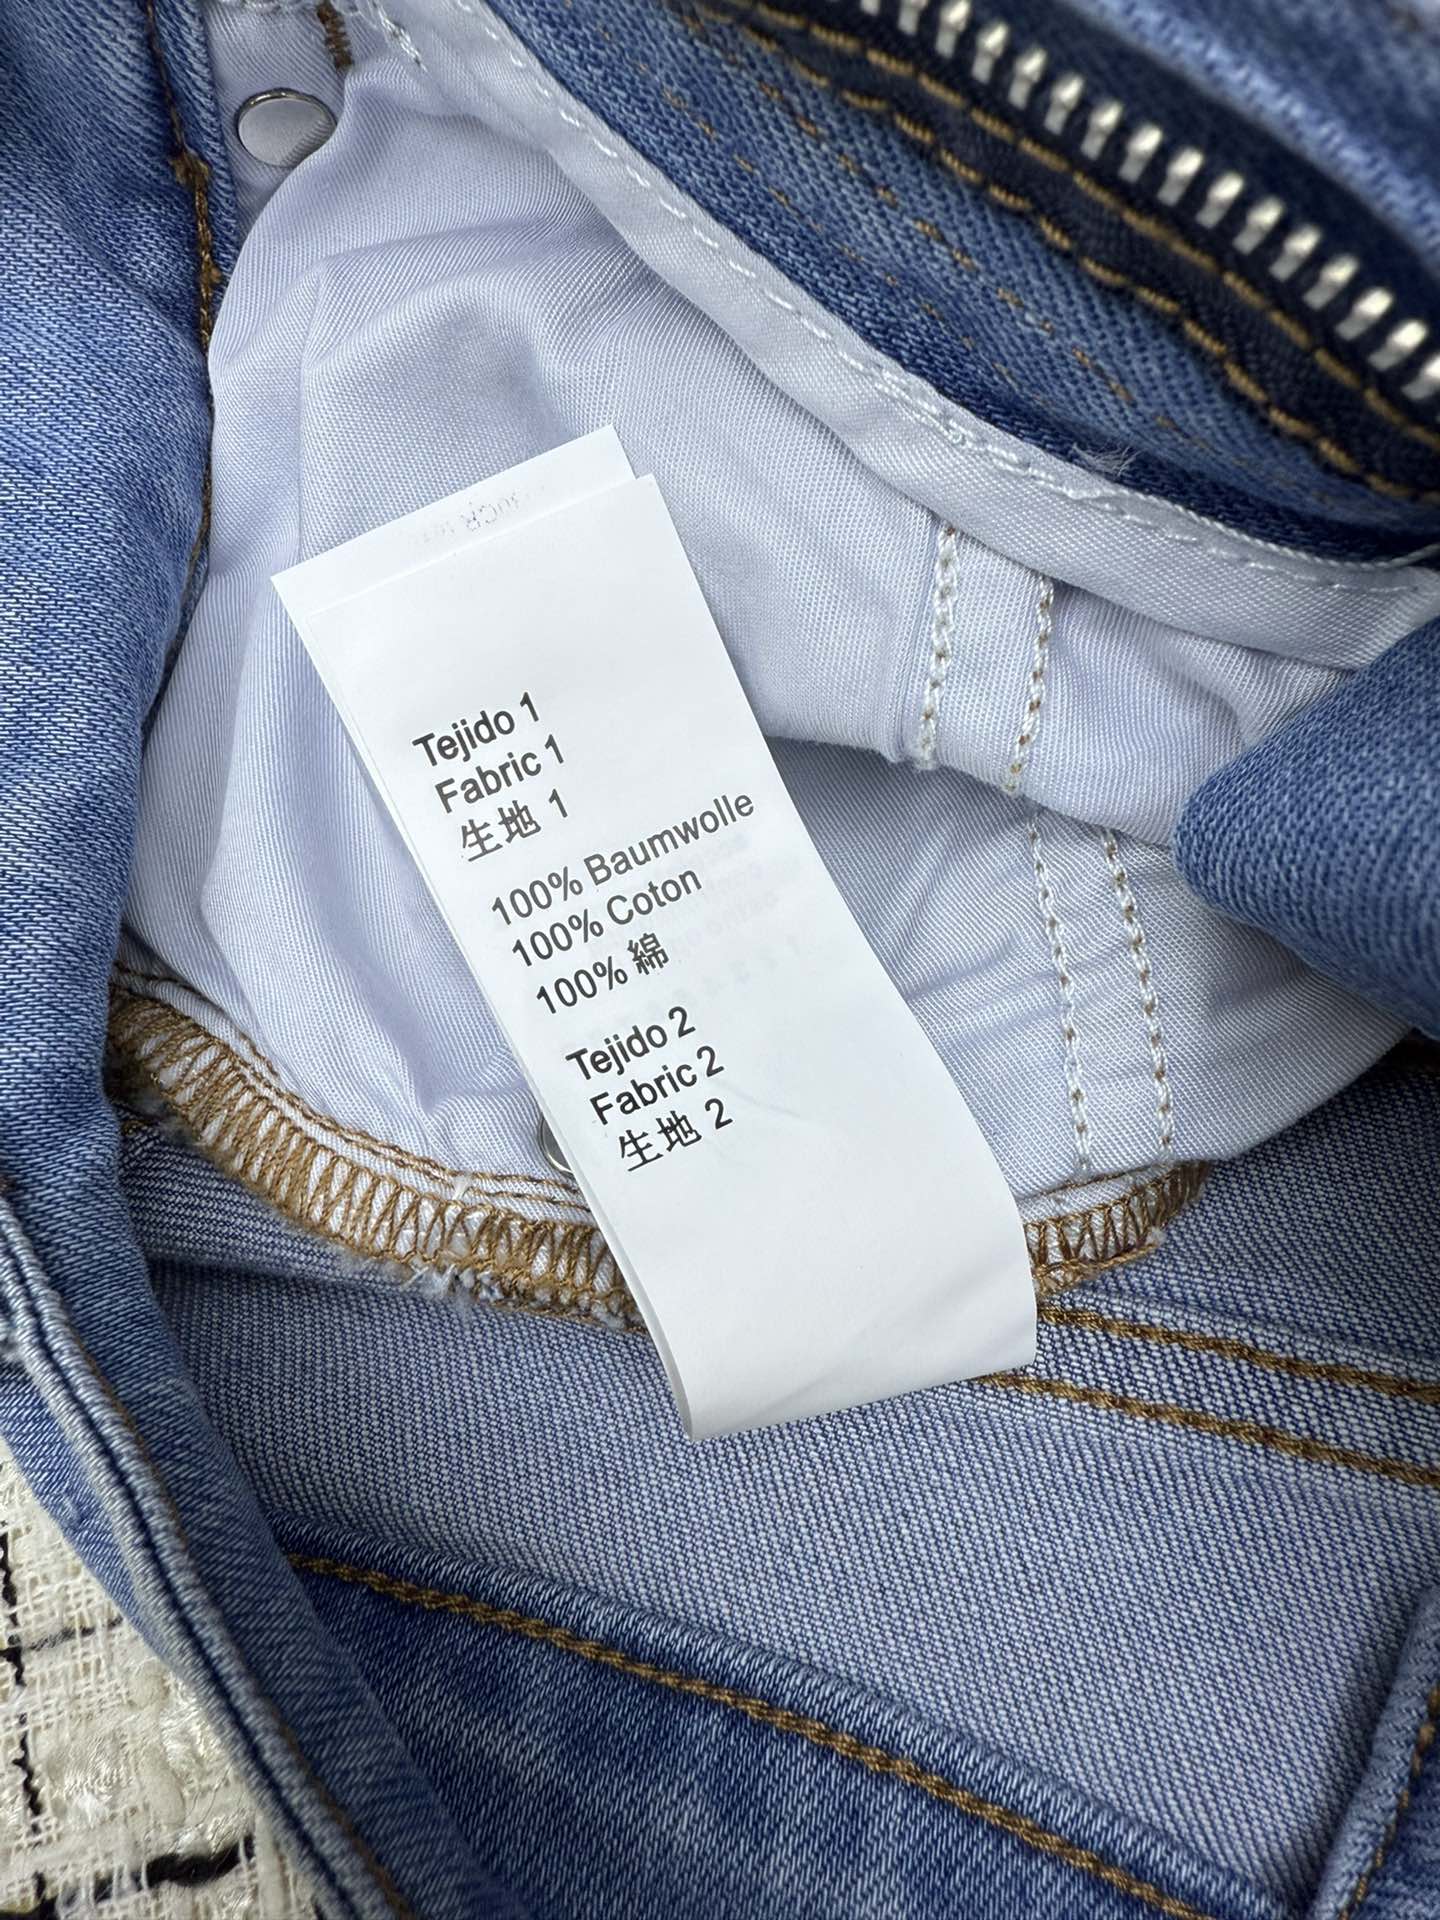 Tejido 1
Fabric 1
生地 1
100% Baumwolle
100% Coton
100% 綿
Tejido 2
Fabric 2
生地 2